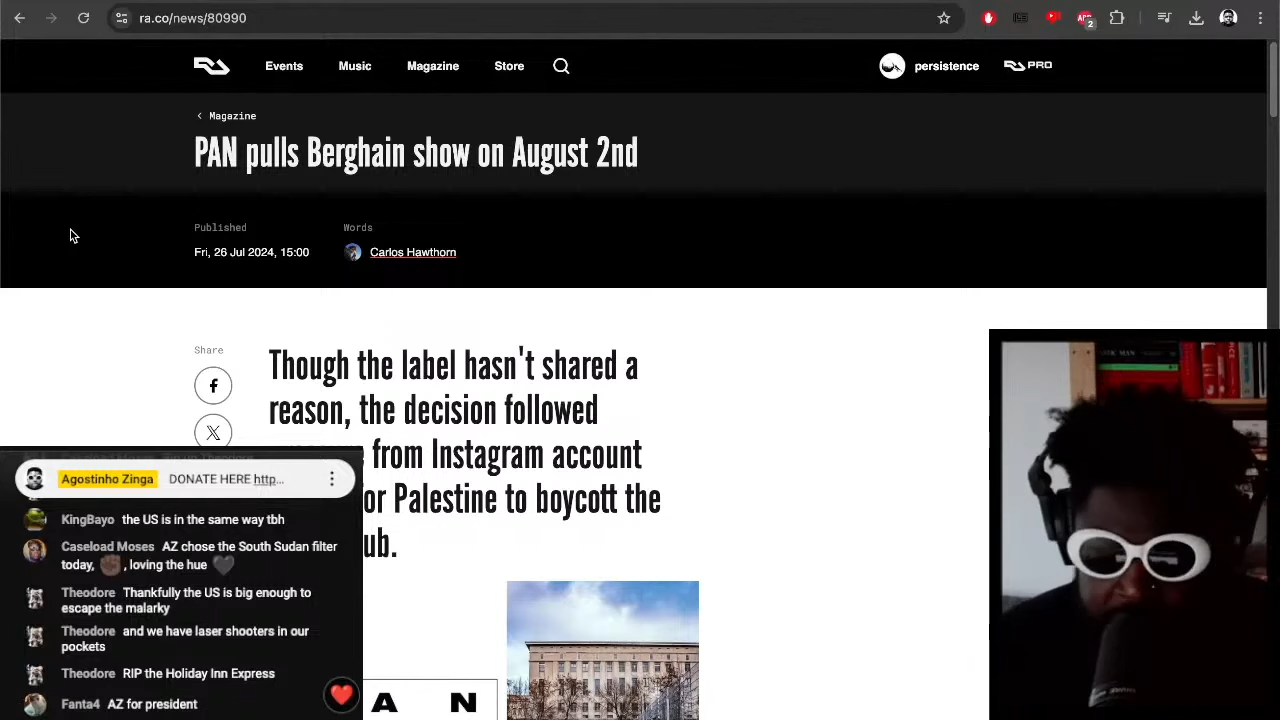 ra.co/news/80990
2
Events
Music
Magazine
Store
persistence
PRO
Magazine
PAN pulls Berghain show on August 2nd
Published
Words
Fri, 26 Jul 2024, 15:00
Carlos Hawthorn
Share
Though the label hasn't shared a
reason, the decision followed
from Instagram account
for Palestine to boycott the
ub.
A N
Agostinho Zinga DONATE HERE http...
KingBayo the US is in the same way tbh
Caseload Moses AZ chose the South Sudan filter
today, , loving the hue
Theodore Thankfully the US is big enough to
escape the malarky
Theodore and we have laser shooters in our
pockets
Theodore RIP the Holiday Inn Express
Fanta4 AZ for president